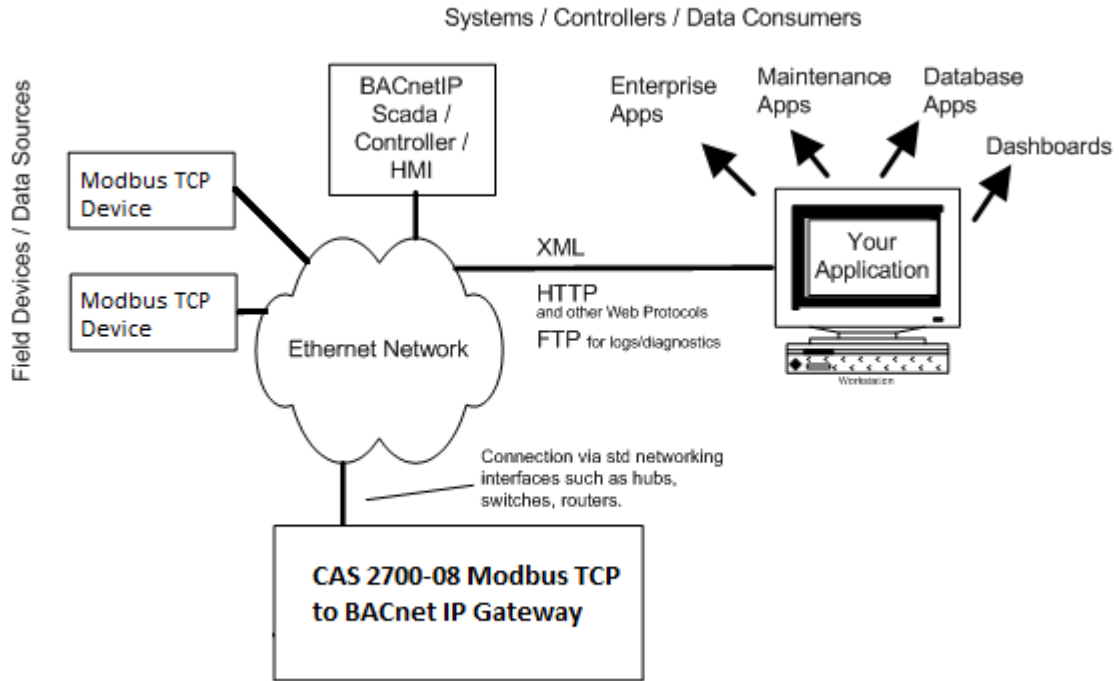 Systems / Controllers / Data Consumers
Field Devices / Data Sources
BACnetIP
Scada /
Controller /
HMI
Enterprise
Apps
Maintenance
Apps
Database
Apps
Dashboards
Modbus TCP
Device
Modbus TCP
Device
Ethernet Network
XML
HTTP
and other Web Protocols
FTP for logs/diagnostics
Your
Application
Workstation
Connection via std networking
interfaces such as hubs,
switches, routers.
CAS 2700-08 Modbus TCP
to BACnet IP Gateway